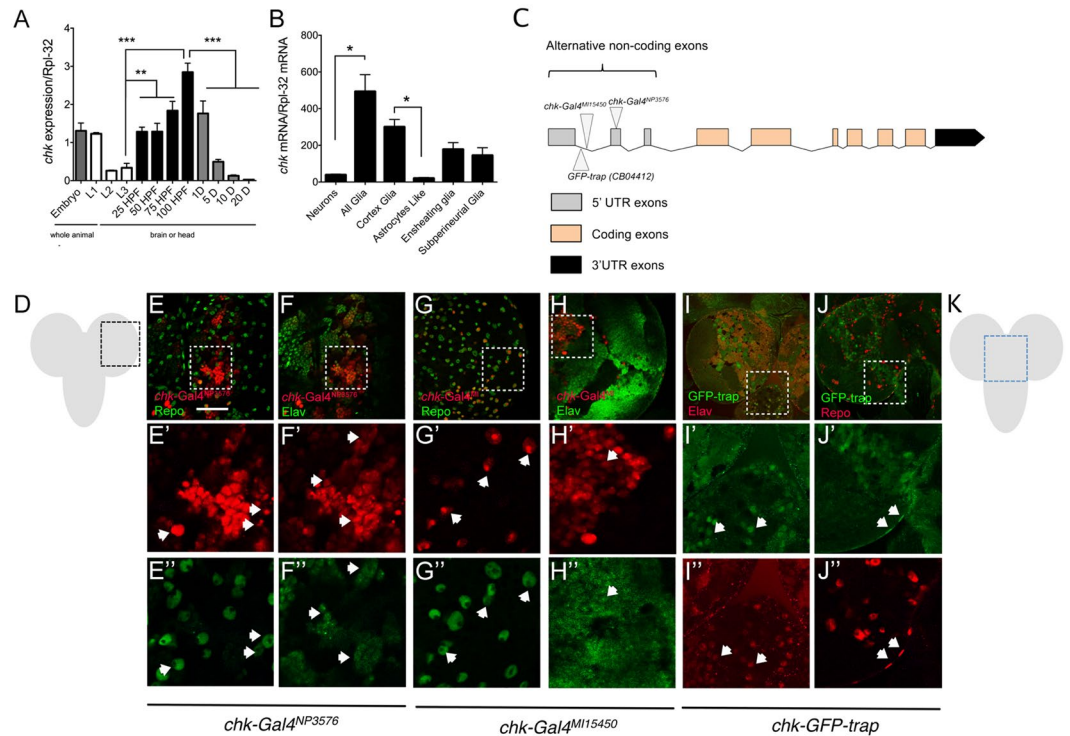 A
chk expression/Rpl-32
4
3
2
1
0
***
***
**
Embryo
L1
L2
L3
25 HPF
50 HPF
75 HPF
100 HPF
1D
5 D
10 D
20 D
whole animal
brain or head
B
chk mRNA/Rpl-32 mRNA
800
600
400
200
0
*
*
Neurons
All Glia
Cortex Glia
Astrocytes Like
Ensheating glia
Subperineurial Glia
C
Alternative non-coding exons
chk-Gal4MI15450
chk-Gal4NP3576
GFP-trap (CB04412)
5' UTR exons
Coding exons
3'UTR exons
D
E
chk-Gal4NP3576
Repo
F
chk-Gal4NP3576
Elav
G
chk-Gal4
Repo
H
chk-Gal4
Elav
I
GFP-trap
Elav
J
GFP-trap
Repo
K
E'
F'
G'
H'
I'
J'
E''
F''
G''
H''
I''
J''
chk-Gal4NP3576
chk-Gal4MI15450
chk-GFP-trap